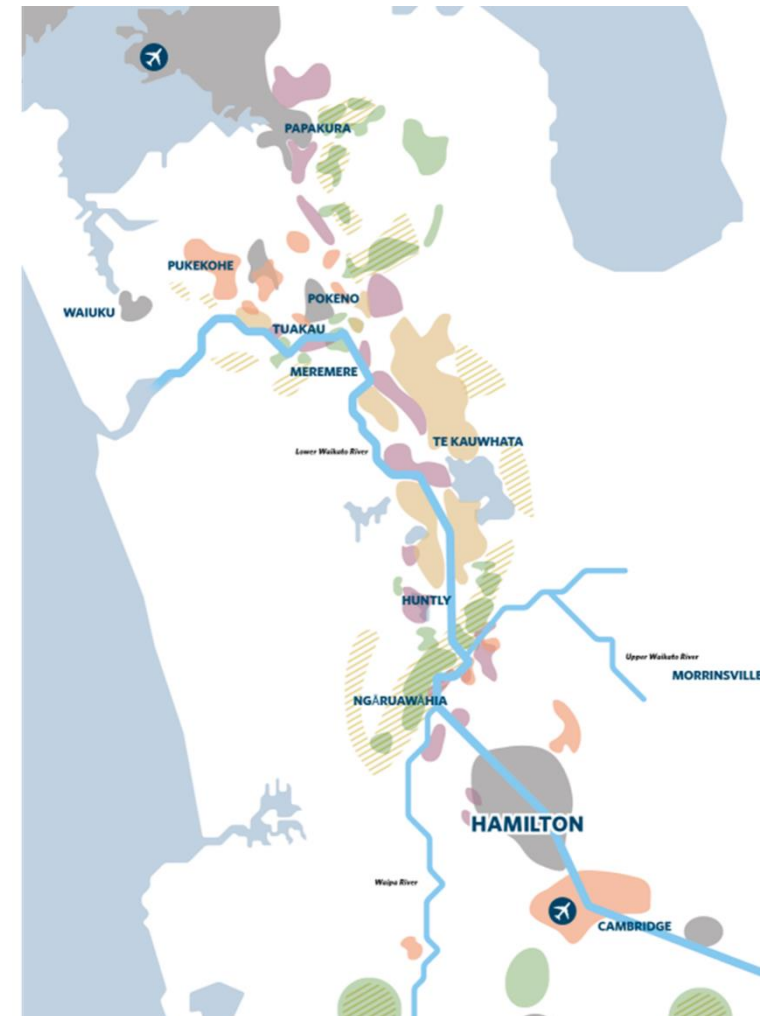 PAPAKURA
PUKEKOHE
POKENO
WAIUKU
TUAKAU
MEREMERE
TE KAUWHATA
Lower Waikato River
HUNTLY
Upper Waikato River
MORRINSVILLE
NGĀRUAWĀHIA
HAMILTON
Waipa River
CAMBRIDGE